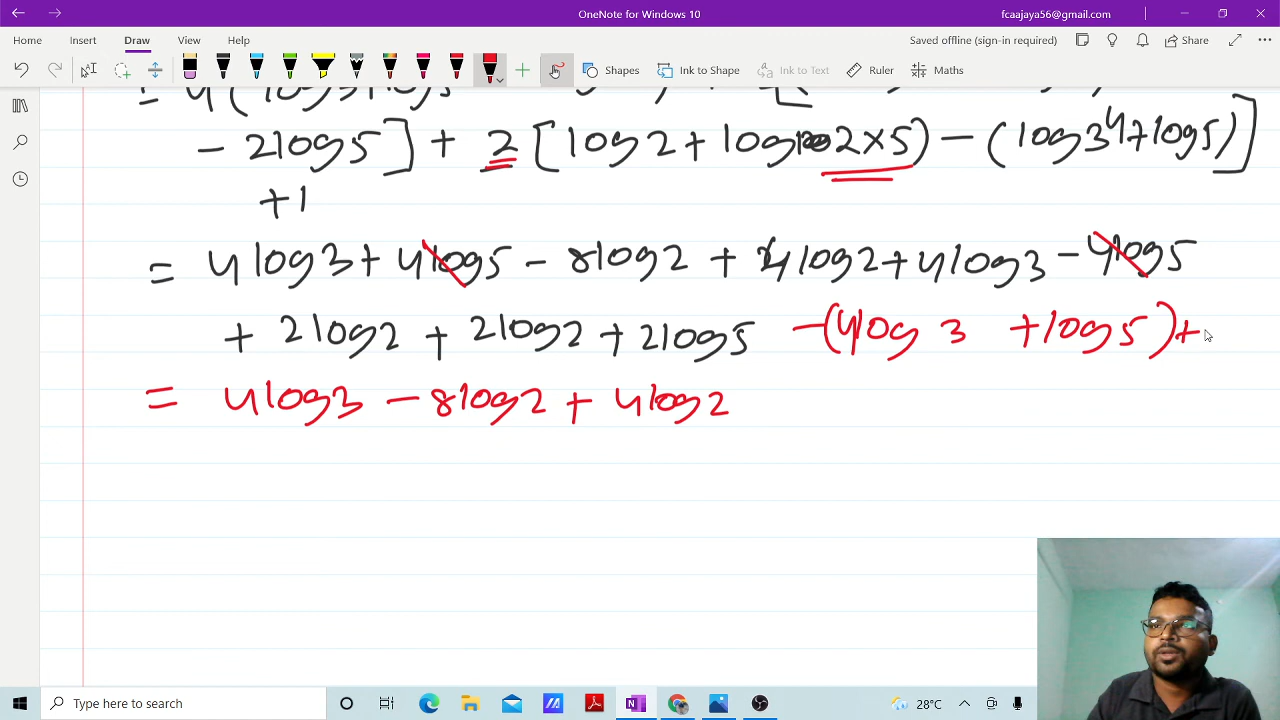 OneNote for Windows 10
fcaajaya56@gmail.com
Home Insert Draw View Help
Saved offline (sign-in required) Share
Shapes Ink to Shape Ink to Text Ruler Maths
- 2log5] + 2 [log2 + log 2×5) - (log3^4 + log5)]
+1
= 4log3 + 4log5 - 8log2 + 4log2 + 4log3 - 4log5
+ 2log2 + 2log2 + 2log5 -(4log 3 + log5) +
= 4log3 - 8log2 + 4log2
Type here to search
28°C